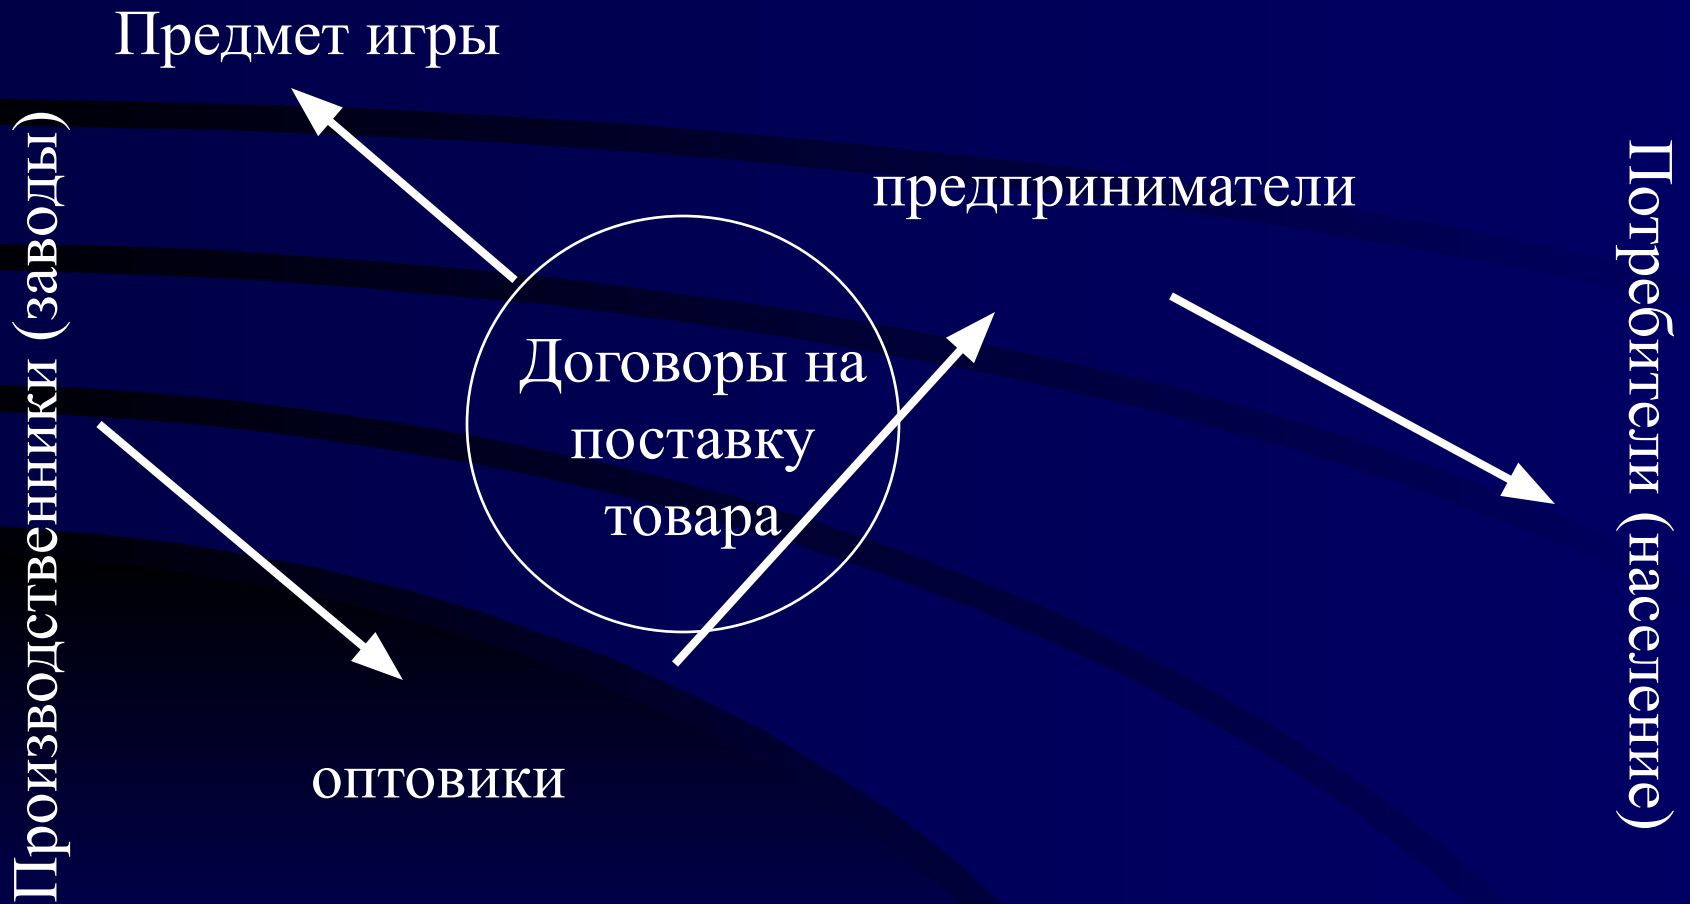 Предмет игры
Производственники (заводы)
предприниматели
Потребители (население)
Договоры на
поставку
товара
оптовики